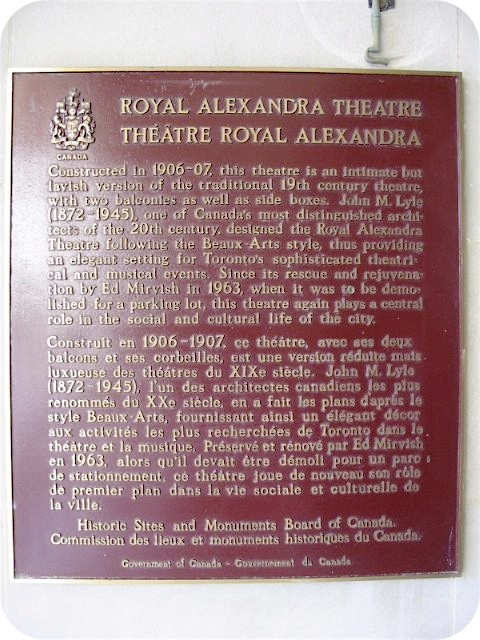 CANADA
ROYAL ALEXANDRA THEATRE
THÉÂTRE ROYAL ALEXANDRA
Constructed in 1906-07, this theatre is an intimate but
lavish version of the traditional 19th century theatre,
with two balconies as well as side boxes. John M. Lyle
(1872-1945), one of Canada's most distinguished archi-
tects of the 20th century, designed the Royal Alexandra
Theatre following the Beaux-Arts style, thus providing
an elegant setting for Toronto's sophisticated theatri-
cal and musical events. Since its rescue and rejuvena-
tion by Ed Mirvish in 1963, when it was to be demo-
lished for a parking lot, this theatre again plays a central
role in the social and cultural life of the city.
Construit en 1906-1907, ce théâtre, avec ses deux
balcons et ses corbeilles, est une version réduite mais
luxueuse des théâtres du XIXe siècle. John M. Lyle
(1872-1945), l'un des architectes canadiens les plus
renommés du XXe siècle, en a fait les plans d'après le
style Beaux-Arts, fournissant ainsi un élégant décor
aux activités les plus recherchées de Toronto dans le
théâtre et la musique. Préservé et rénové par Ed Mirvish
en 1963, alors qu'il devait être démoli pour un parc
de stationnement, ce théâtre joue de nouveau son rôle
de premier plan dans la vie sociale et culturelle de
la ville.
Historic Sites and Monuments Board of Canada.
Commission des lieux et monuments historiques du Canada.
Government of Canada - Gouvernement du Canada